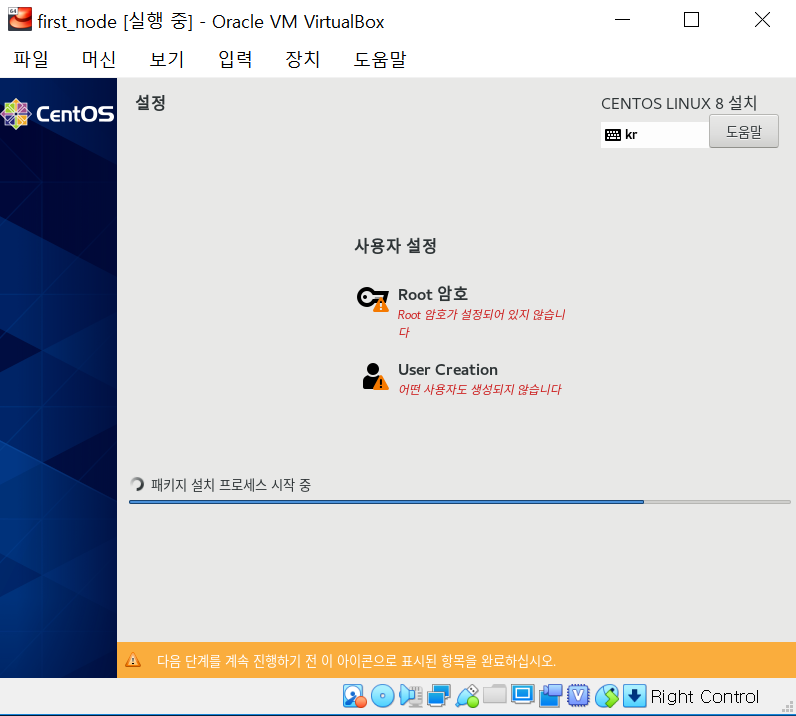 first_node [실행 중] - Oracle VM VirtualBox
파일 머신 보기 입력 장치 도움말
CentOS
설정
CENTOS LINUX 8 설치
kr
도움말
사용자 설정
Root 암호
Root 암호가 설정되어 있지 않습니
다
User Creation
어떤 사용자도 생성되지 않습니다
패키지 설치 프로세스 시작 중
다음 단계를 계속 진행하기 전 이 아이콘으로 표시된 항목을 완료하십시오.
Right Control